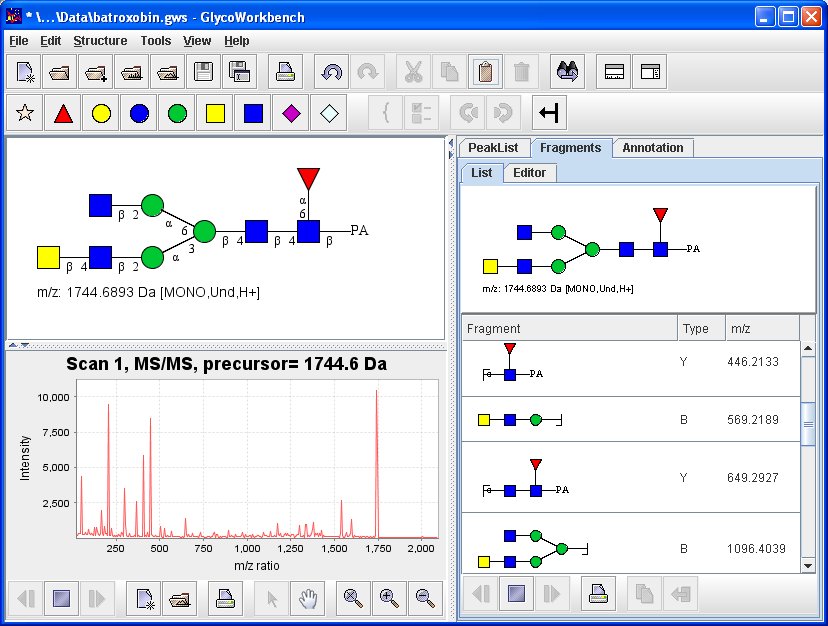 * \...\Data\batroxobin.gws - GlycoWorkbench
File Edit Structure Tools View Help
PeakList Fragments Annotation
List Editor
β 2 α 6
β 4 β 2 α 3
β 4 β 4 β PA
α 6
m/z: 1744.6893 Da [MONO,Und,H+]
PA
m/z: 1744.6893 Da [MONO,Und,H+]
Fragment Type m/z
PA Y 446.2133
B 569.2189
PA Y 649.2927
B 1096.4039
Scan 1, MS/MS, precursor= 1744.6 Da
Intensity
10,000
7,500
5,000
2,500
250 500 750 1,000 1,250 1,500 1,750 2,000
m/z ratio